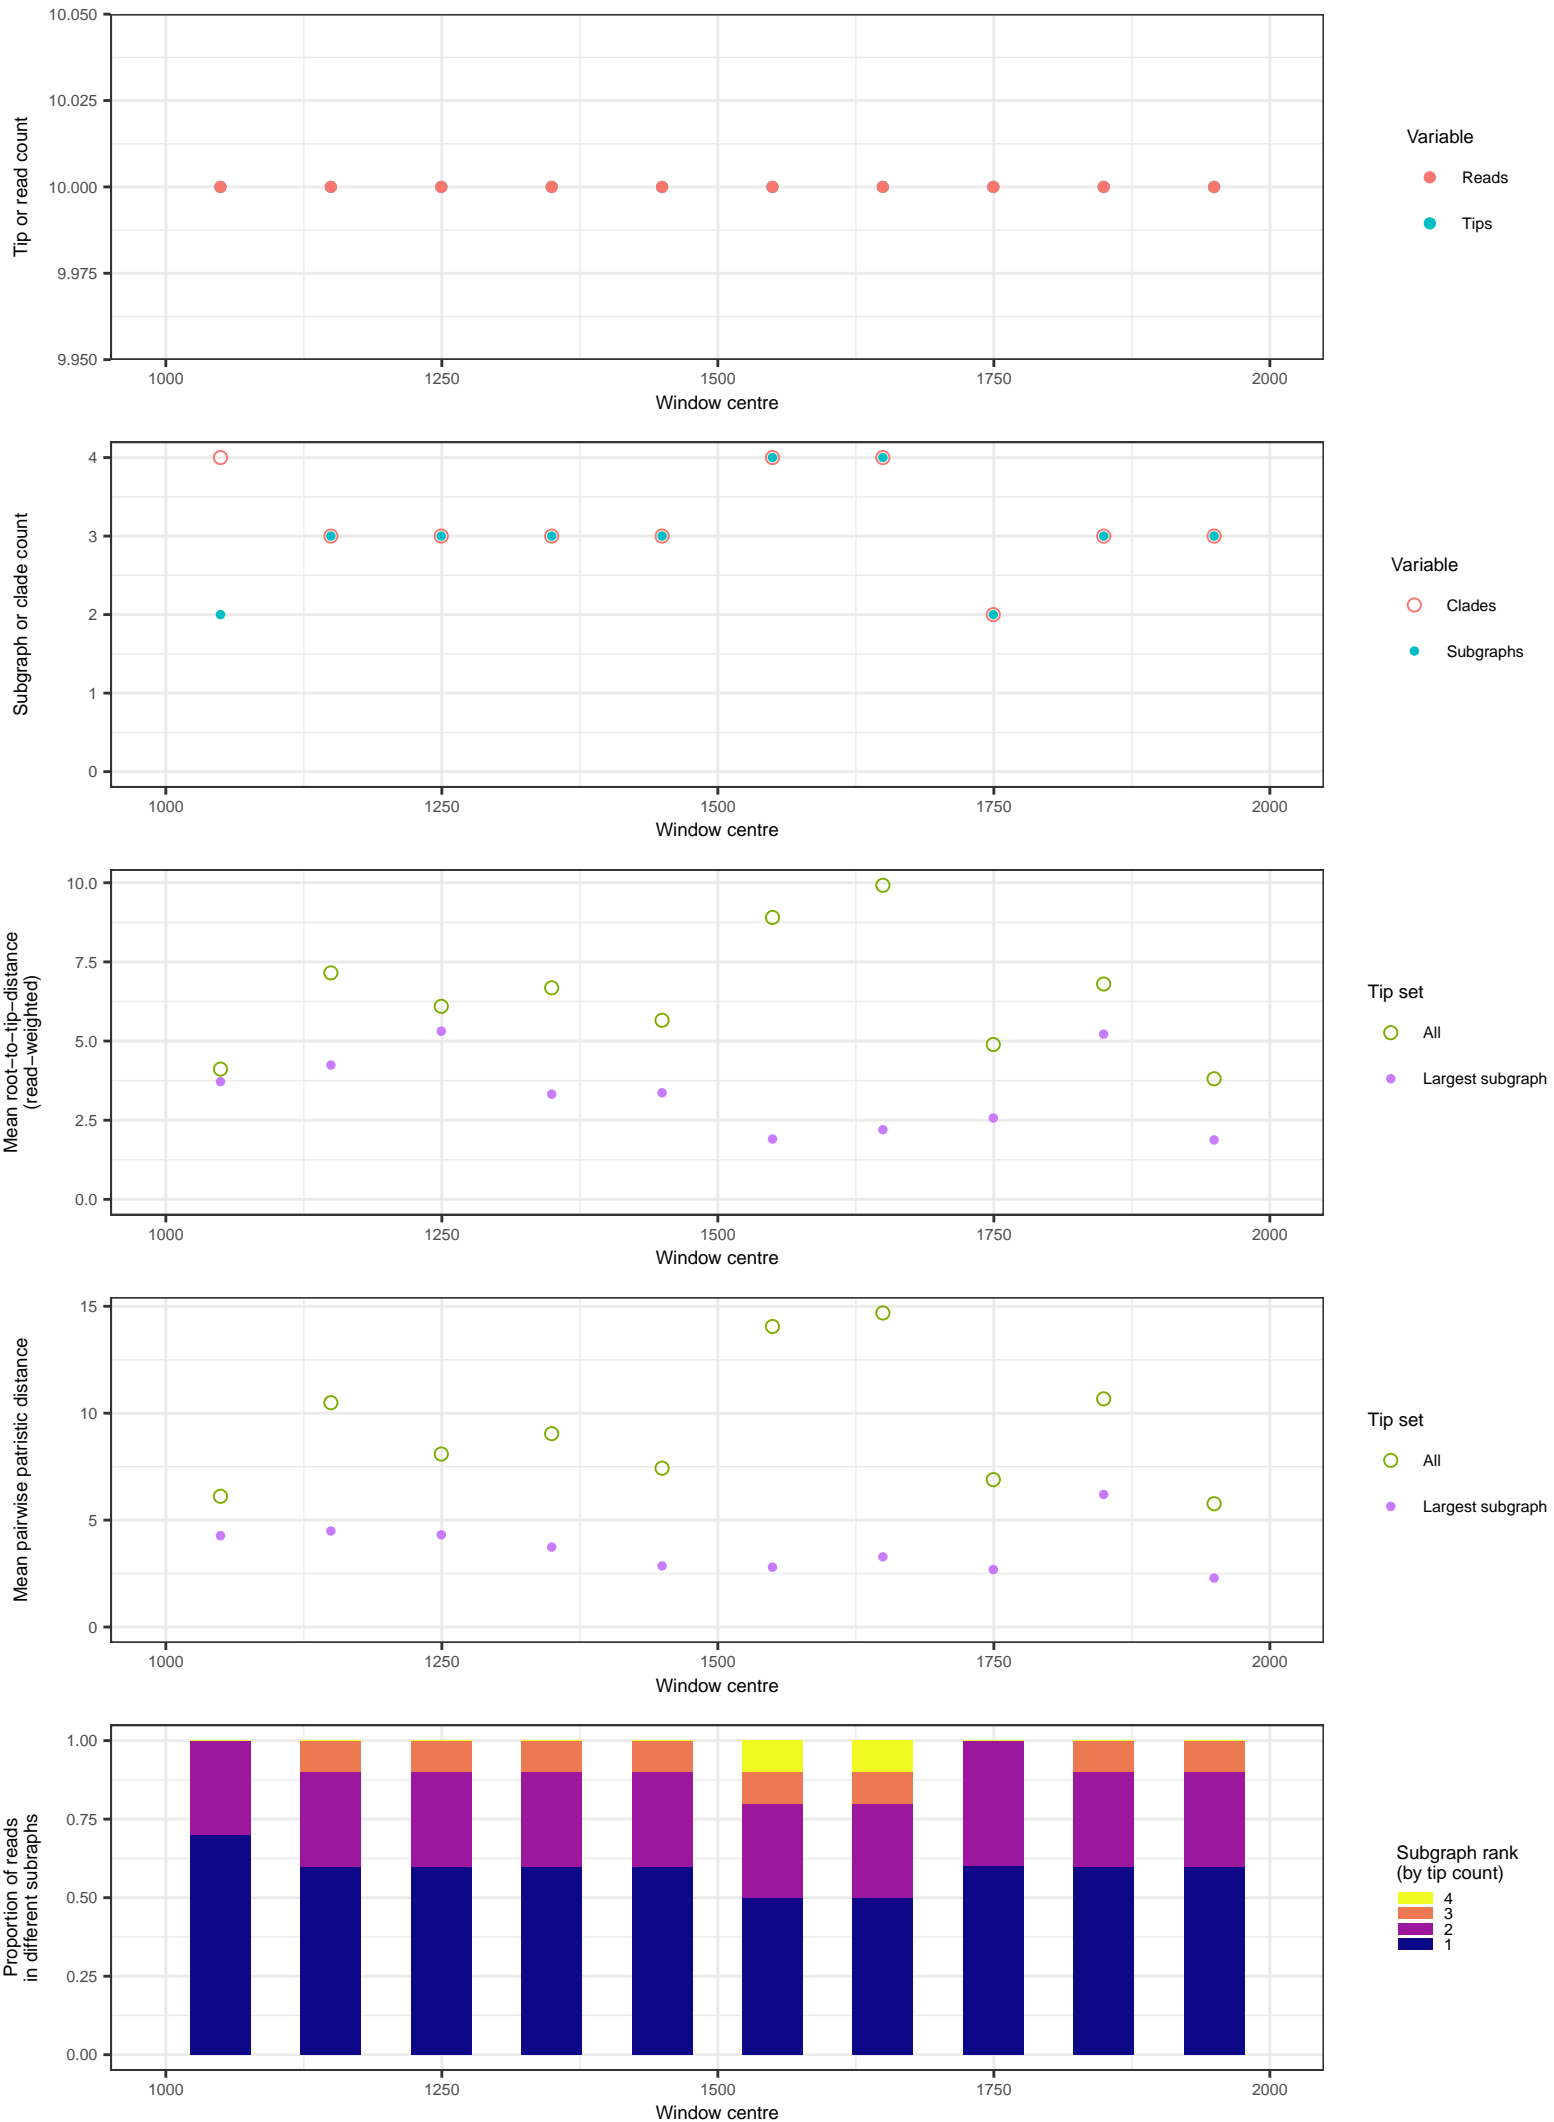 10.050
10.025
10.000
9.975
9.950
Tip or read count
1000 1250 1500 1750 2000
Window centre
Variable
Reads
Tips
4
3
2
1
0
Subgraph or clade count
1000 1250 1500 1750 2000
Window centre
Variable
Clades
Subgraphs
10.0
7.5
5.0
2.5
0.0
Mean root−to−tip−distance
(read−weighted)
1000 1250 1500 1750 2000
Window centre
Tip set
All
Largest subgraph
15
10
5
0
Mean pairwise patristic distance
1000 1250 1500 1750 2000
Window centre
Tip set
All
Largest subgraph
1.00
0.75
0.50
0.25
0.00
Proportion of reads
in different subraphs
1000 1250 1500 1750 2000
Window centre
Subgraph rank
(by tip count)
4
3
2
1